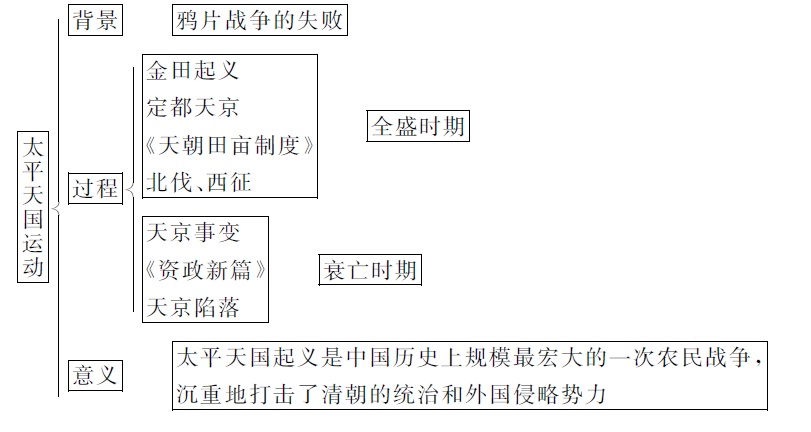 太平天国运动
背景
鸦片战争的失败
过程
金田起义
定都天京
《天朝田亩制度》
北伐、西征
全盛时期
天京事变
《资政新篇》
天京陷落
衰亡时期
意义
太平天国起义是中国历史上规模最宏大的一次农民战争，
沉重地打击了清朝的统治和外国侵略势力